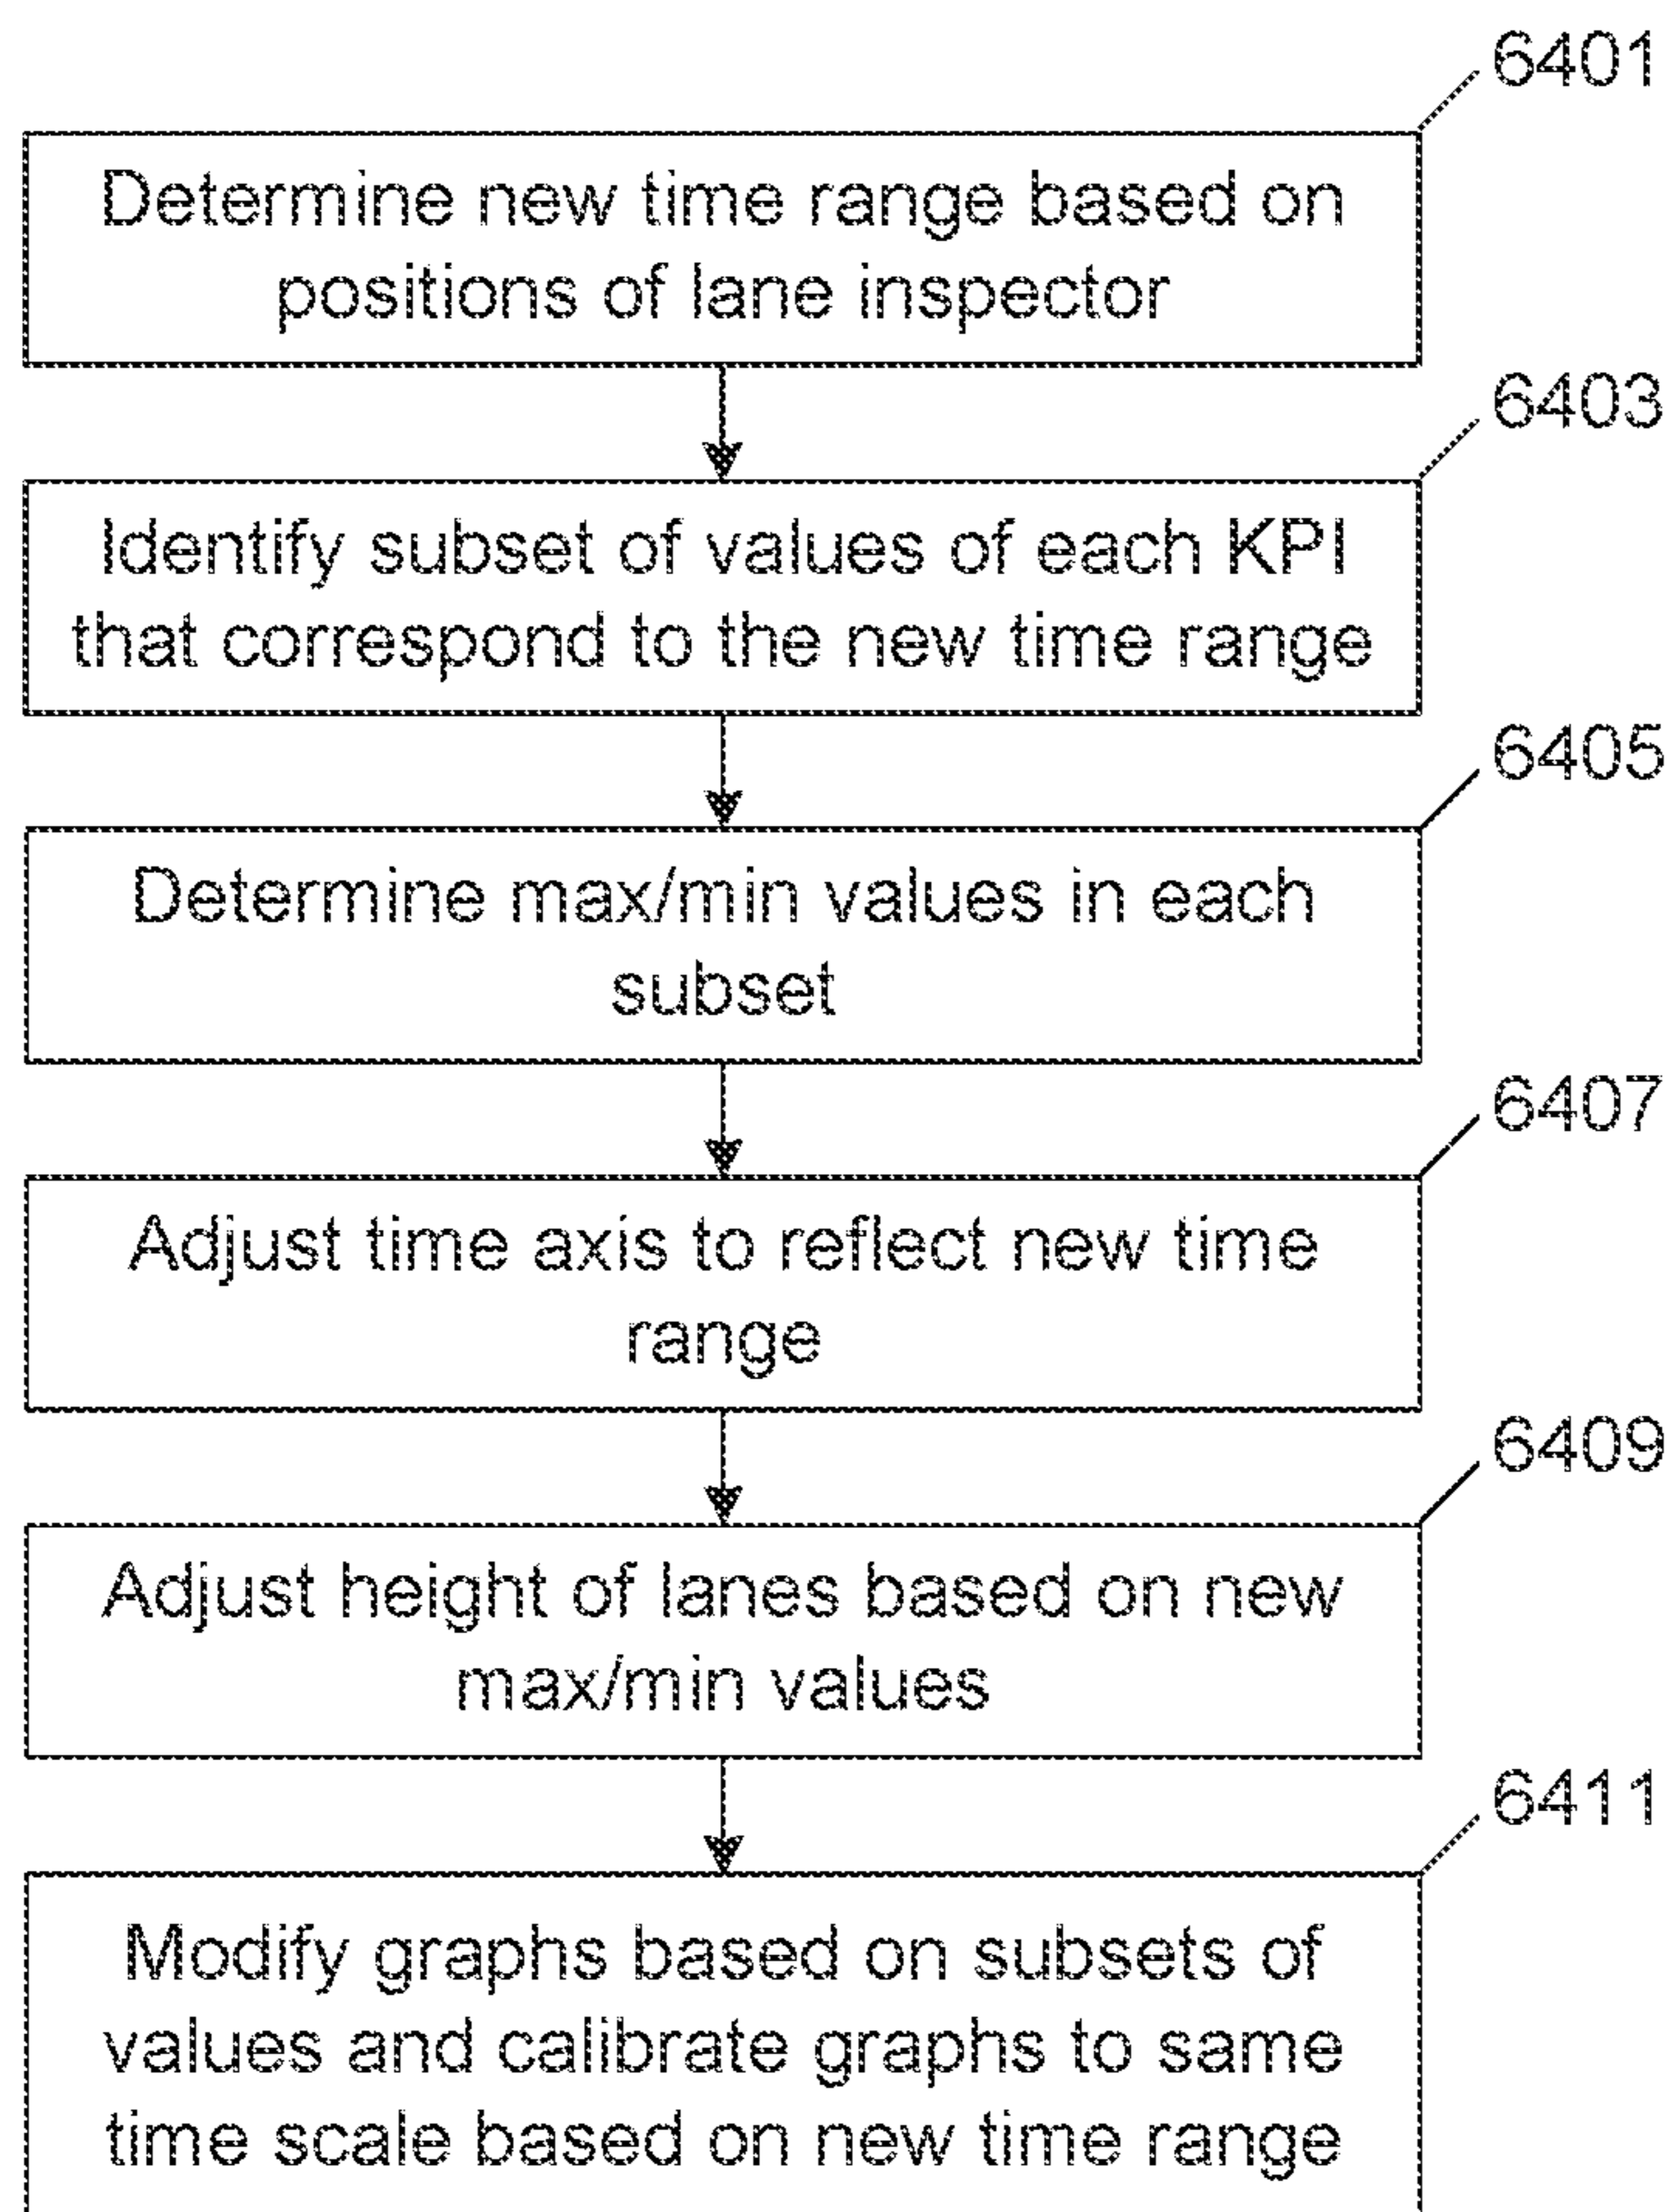 6401
Determine new time range based on
positions of lane inspector
6403
Identify subset of values of each KPI
that correspond to the new time range
6405
Determine max/min values in each
subset
6407
Adjust time axis to reflect new time
range
6409
Adjust height of lanes based on new
max/min values
6411
Modify graphs based on subsets of
values and calibrate graphs to same
time scale based on new time range